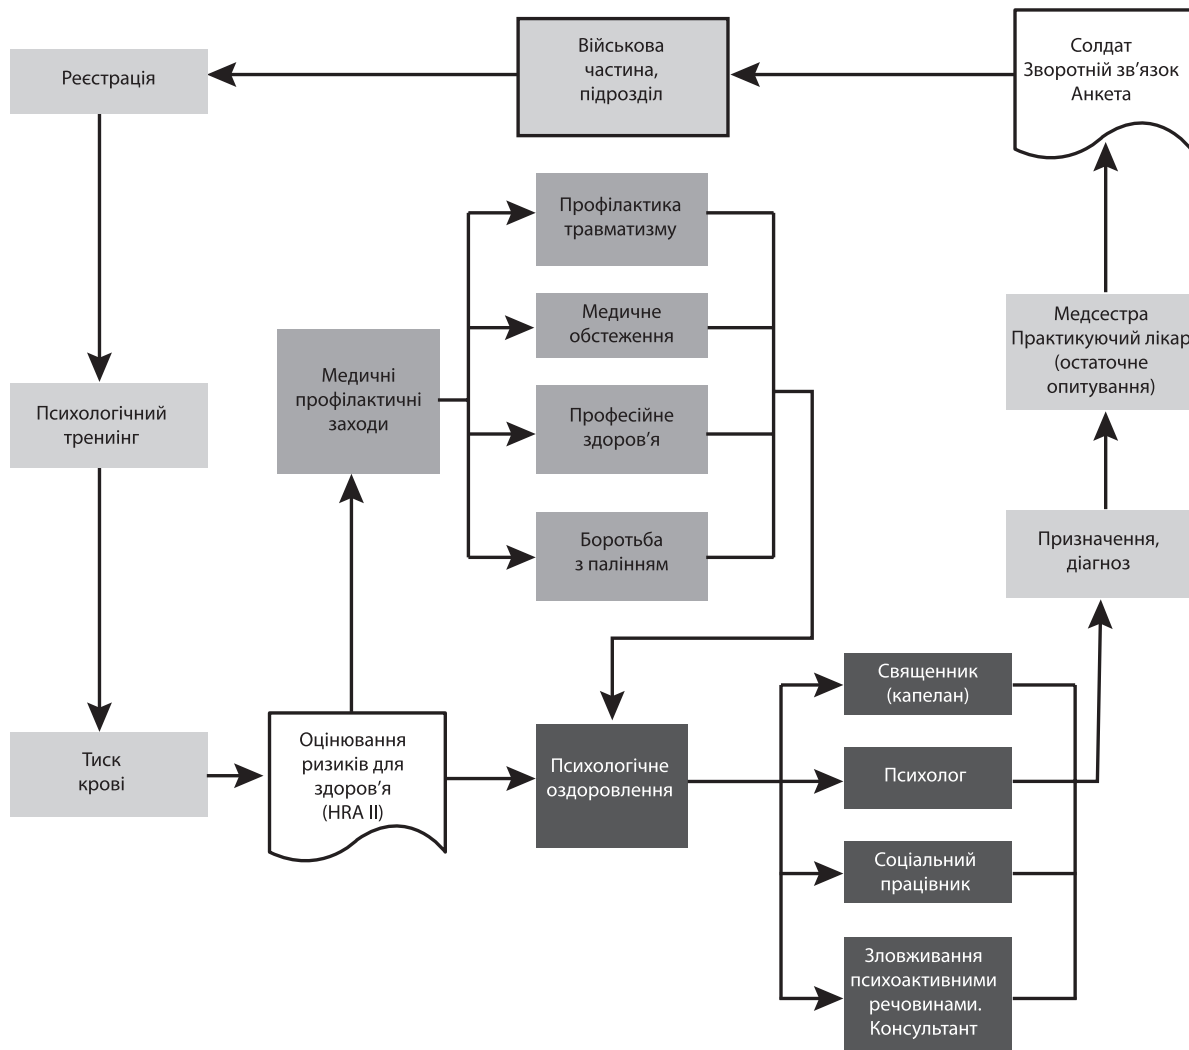 Реєстрація
Військова
частина,
підрозділ
Солдат
Зворотній зв'язок
Анкета
Профілактика
травматизму
Медичне
обстеження
Медичні
профілактичні
заходи
Професійне
здоров'я
Боротьба
з палінням
Медсестра
Практикуючий лікар
(остаточне
опитування)
Психологічний
тренинг
Призначення,
діагноз
Тиск
крові
Оцінювання
ризиків для
здоров'я
(HRA II)
Психологічне
оздоровлення
Священник
(капелан)
Психолог
Соціальний
працівник
Зловживання
психоактивними
речовинами.
Консультант